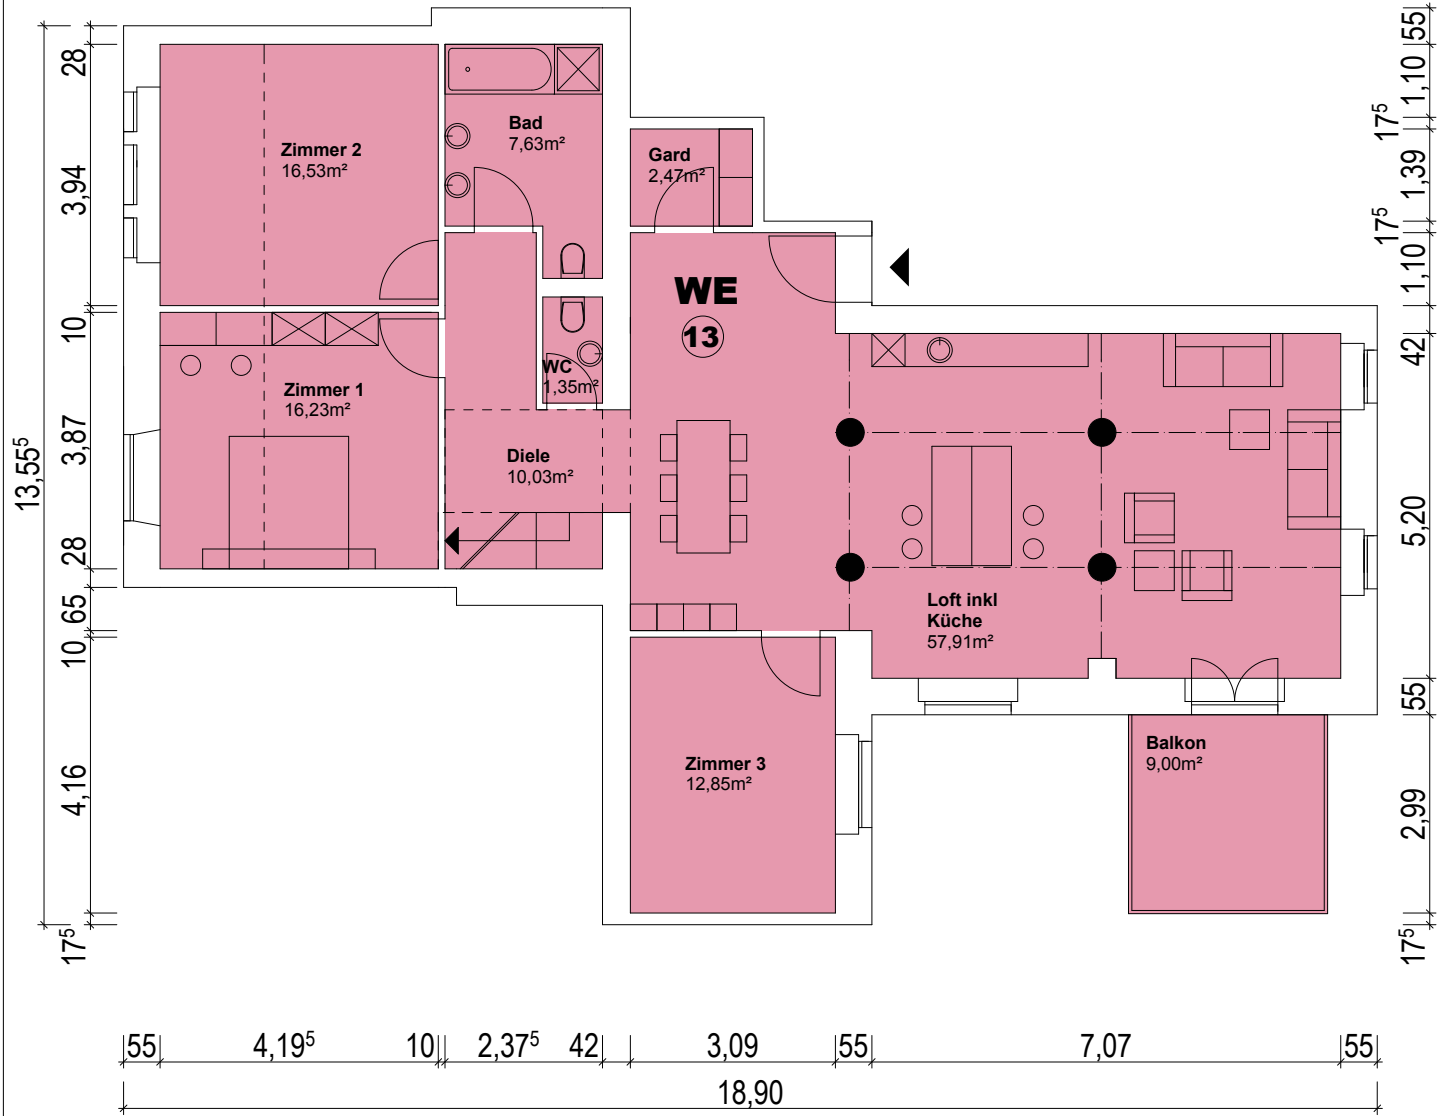 Zimmer 2
16,53m²
Bad
7,63m²
Gard
2,47m²
WE
13
Zimmer 1
16,23m²
WC
1,35m²
Diele
10,03m²
Loft inkl
Küche
57,91m²
Zimmer 3
12,85m²
Balkon
9,00m²
13,55⁵
28
3,94
10
3,87
28
65
10
4,16
17⁵
55
1,10
17⁵
1,39
17⁵
1,10
42
5,20
55
2,99
17⁵
55 4,19⁵ 10 2,37⁵ 42 3,09 55 7,07 55
18,90